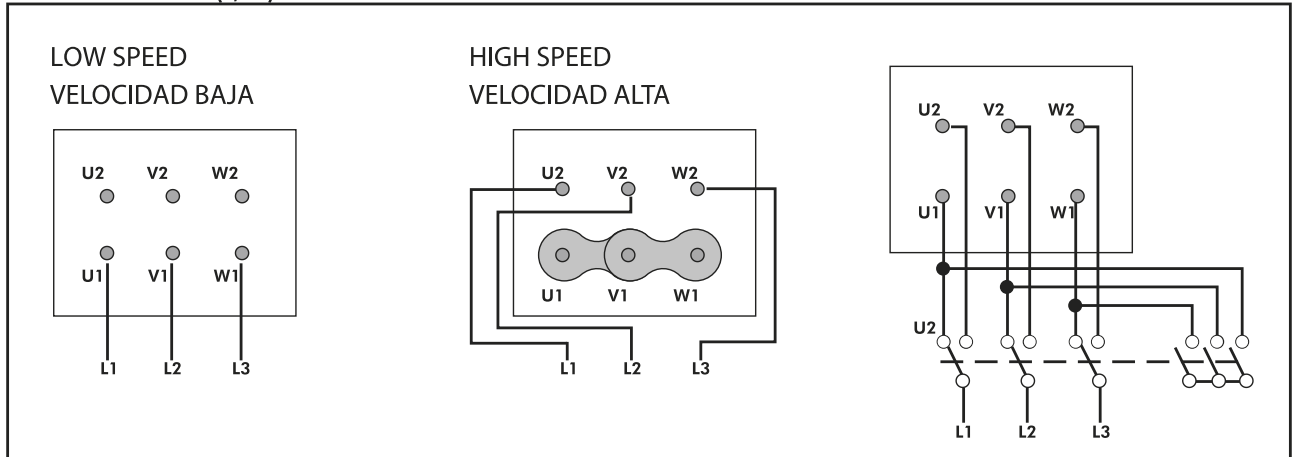 LOW SPEED
VELOCIDAD BAJA
U2 V2 W2
U1 V1 W1
L1 L2 L3
HIGH SPEED
VELOCIDAD ALTA
U2 V2 W2
U1 V1 W1
L1 L2 L3
U2 V2 W2
U1 V1 W1
U2
L1 L2 L3